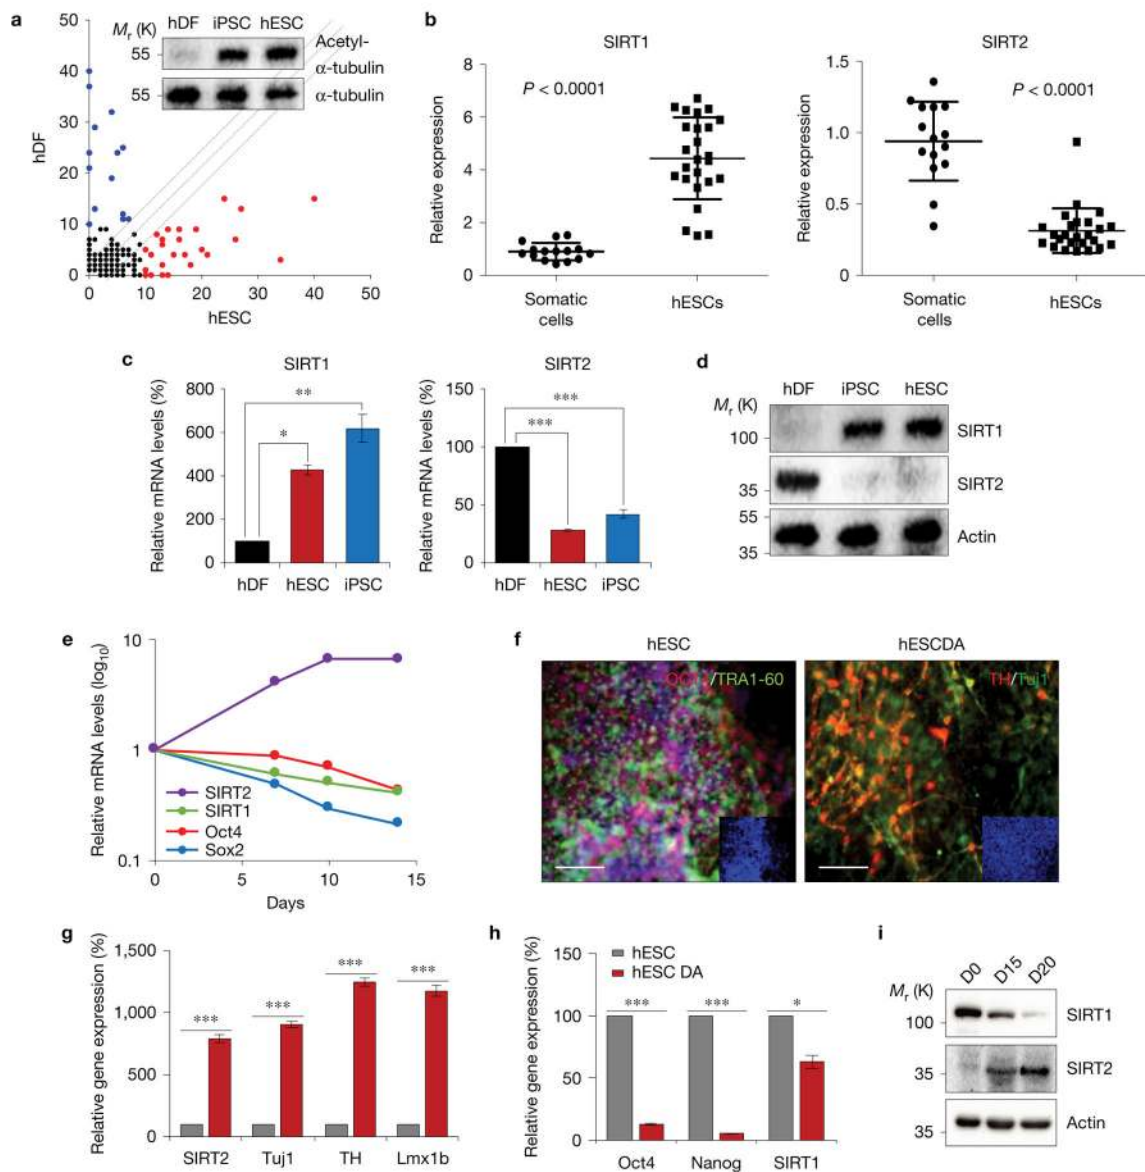 a
50
40
30
20
10
0
hDF
0 10 20 30 40 50
hESC
Mr (K)
hDF iPSC hESC
55
Acetyl-
α-tubulin
55
α-tubulin
b
SIRT1
P < 0.0001
Relative expression
8
6
4
2
0
Somatic
cells
hESCs
SIRT2
P < 0.0001
Relative expression
1.5
1.0
0.5
0
Somatic
cells
hESCs
c
SIRT1
Relative mRNA levels (%)
800
600
400
200
0
**
*
hDF hESC iPSC
SIRT2
Relative mRNA levels (%)
150
100
50
0
***
***
hDF hESC iPSC
d
hDF iPSC hESC
Mr (K)
100
SIRT1
35
SIRT2
55
35
Actin
e
Relative mRNA levels (log10)
10
1
0.1
SIRT2
SIRT1
Oct4
Sox2
0 5 10 15
Days
f
hESC
/TRA1-60
hESCDA
TH/Tuj1
g
Relative gene expression (%)
1,500
1,000
500
0
***
***
***
***
SIRT2 Tuj1 TH Lmx1b
h
Relative gene expression (%)
150
100
50
0
hESC
hESC DA
*** *** *
Oct4 Nanog SIRT1
i
D0 D15 D20
Mr (K)
100
SIRT1
35
SIRT2
35
Actin